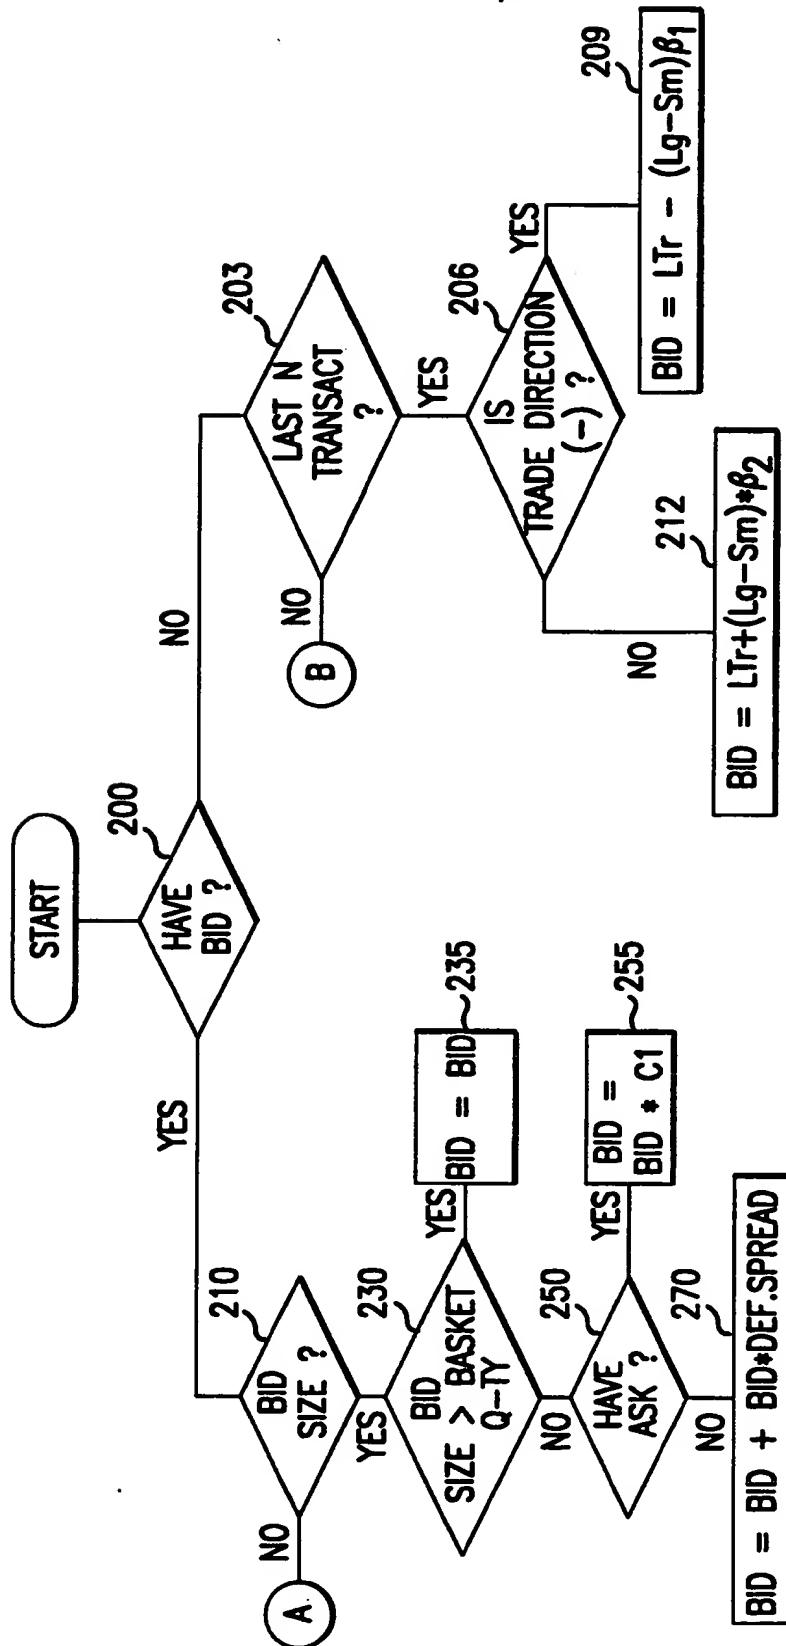 START
200
HAVE
BID ?
YES
NO
210
BID
SIZE ?
NO
A
YES
230
BID
SIZE > BASKET
Q-TY
YES
BID = BID
235
NO
250
HAVE
ASK ?
YES
BID =
BID * C1
255
NO
270
BID = BID + BID*DEF.SPREAD
203
LAST N
TRANSACT
?
NO
B
YES
206
IS
TRADE DIRECTION
(-) ?
YES
209
BID = LTr - (Lg-Sm)β1
NO
212
BID = LTr+(Lg-Sm)*β2